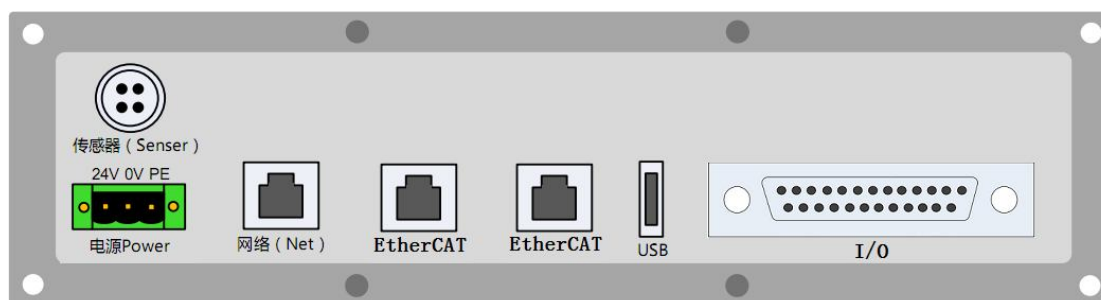 传感器（Senser）
24V 0V PE
电源Power
网络（Net）
EtherCAT
EtherCAT
USB
I/O